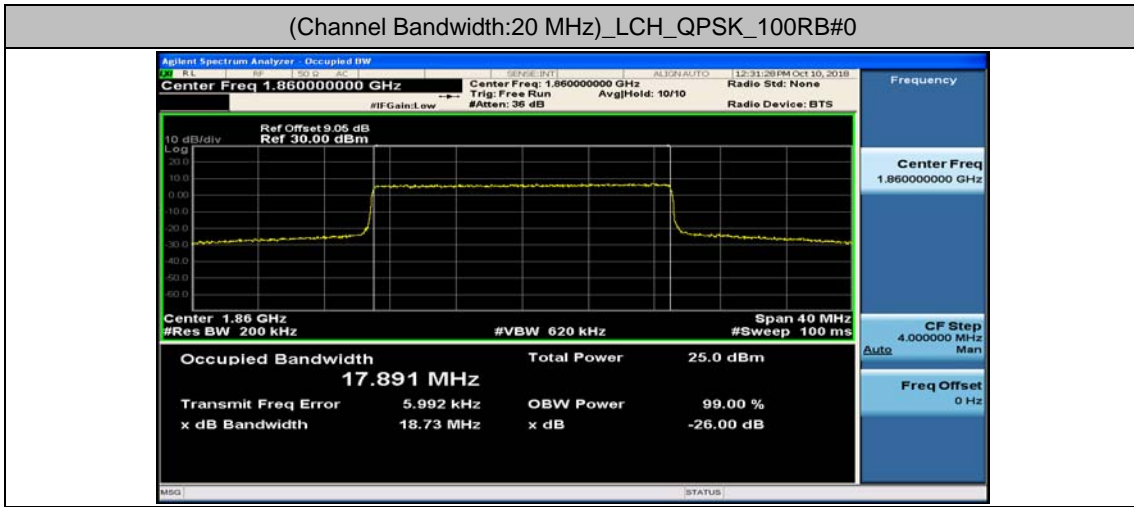 (Channel Bandwidth:20 MHz)_LCH_QPSK_100RB#0
Agilent Spectrum Analyzer - Occupied BW
LXI RL RF 50 Ω AC SENSE:INT ALIGN AUTO 12:31:28 PM Oct 10, 2018
Center Freq 1.860000000 GHz
Center Freq: 1.860000000 GHz
Radio Std: None
Trig: Free Run Avg|Hold: 10/10
#IFGain:Low #Atten: 36 dB Radio Device: BTS
Frequency
Ref Offset 9.05 dB
10 dB/div Ref 30.00 dBm
Log
20.0
10.0
0.00
-10.0
-20.0
-30.0
-40.0
-50.0
-60.0
Center 1.86 GHz Span 40 MHz
#Res BW 200 kHz #VBW 620 kHz #Sweep 100 ms
Center Freq
1.860000000 GHz
CF Step
4.000000 MHz
Auto Man
Freq Offset
0 Hz
Occupied Bandwidth Total Power 25.0 dBm
17.891 MHz
Transmit Freq Error 5.992 kHz OBW Power 99.00 %
x dB Bandwidth 18.73 MHz x dB -26.00 dB
MSG STATUS